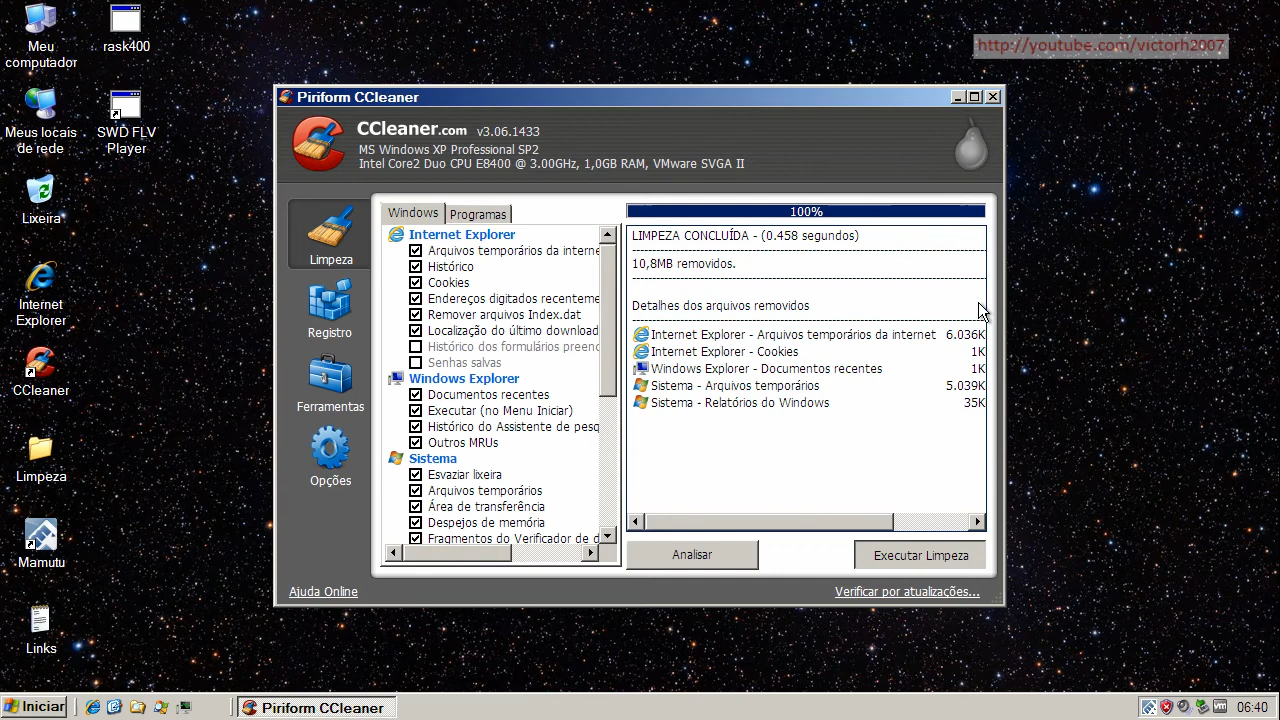 Meu
computador
rask400
Meus locais
de rede
SWD FLV
Player
Lixeira
Internet
Explorer
CCleaner
Limpeza
Mamutu
Links
http://youtube.com/victorh2007
Piriform CCleaner
CCleaner.com v3.06.1433
MS Windows XP Professional SP2
Intel Core2 Duo CPU E8400 @ 3.00GHz, 1,0GB RAM, VMware SVGA II
Limpeza
Registro
Ferramentas
Opções
Windows
Programas
Internet Explorer
Arquivos temporários da interne
Histórico
Cookies
Endereços digitados recenteme
Remover arquivos Index.dat
Localização do último download
Histórico dos formulários preenc
Senhas salvas
Windows Explorer
Documentos recentes
Executar (no Menu Iniciar)
Histórico do Assistente de pesq
Outros MRUs
Sistema
Esvaziar lixeira
Arquivos temporários
Área de transferência
Despejos de memória
Fragmentos do Verificador de d
100%
LIMPEZA CONCLUÍDA - (0.458 segundos)
10,8MB removidos.
Detalhes dos arquivos removidos
Internet Explorer - Arquivos temporários da internet 6.036K
Internet Explorer - Cookies 1K
Windows Explorer - Documentos recentes 1K
Sistema - Arquivos temporários 5.039K
Sistema - Relatórios do Windows 35K
Analisar
Executar Limpeza
Ajuda Online
Verificar por atualizações...
Iniciar
Piriform CCleaner
vm
06:40